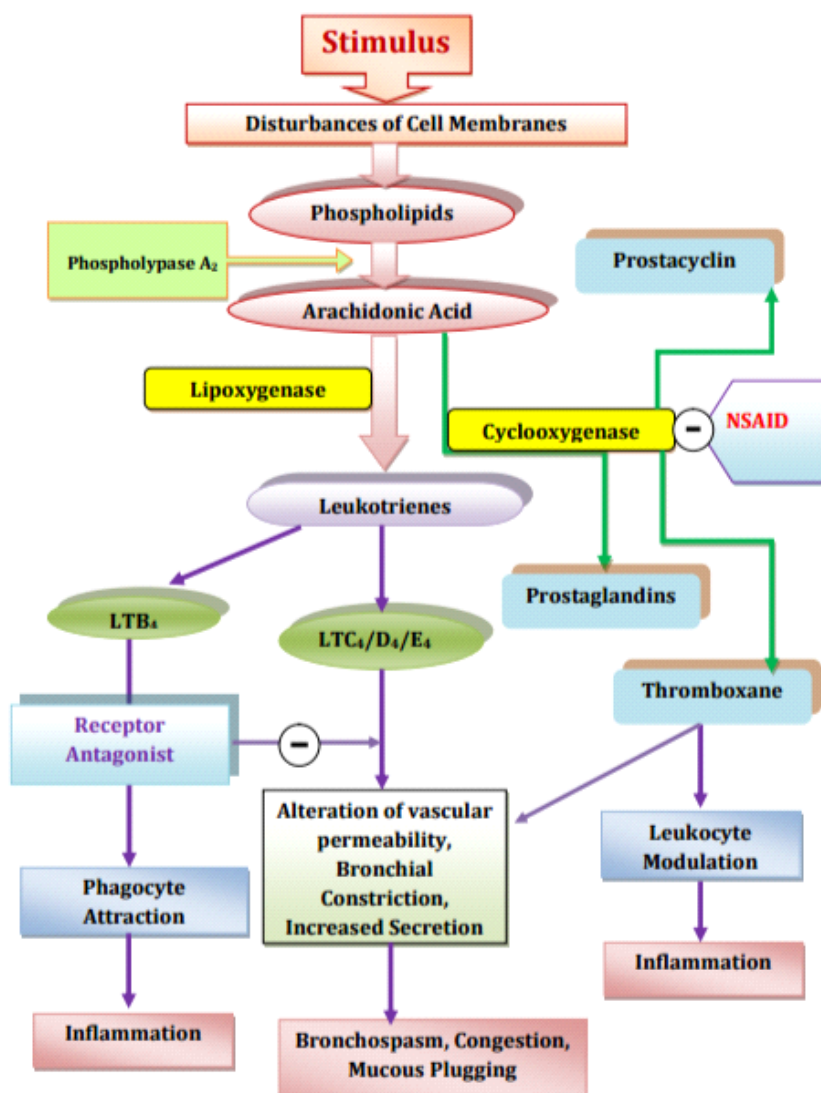 Stimulus
Disturbances of Cell Membranes
Phospholipids
Phospholypase A₂
Prostacyclin
Arachidonic Acid
Lipoxygenase
NSAID
Cyclooxygenase
−
Leukotrienes
Prostaglandins
LTB₄
LTC₄/D₄/E₄
Thromboxane
Receptor
Antagonist
−
Alteration of vascular
permeability,
Bronchial
Constriction,
Increased Secretion
Leukocyte
Modulation
Phagocyte
Attraction
Inflammation
Inflammation
Bronchospasm, Congestion,
Mucous Plugging